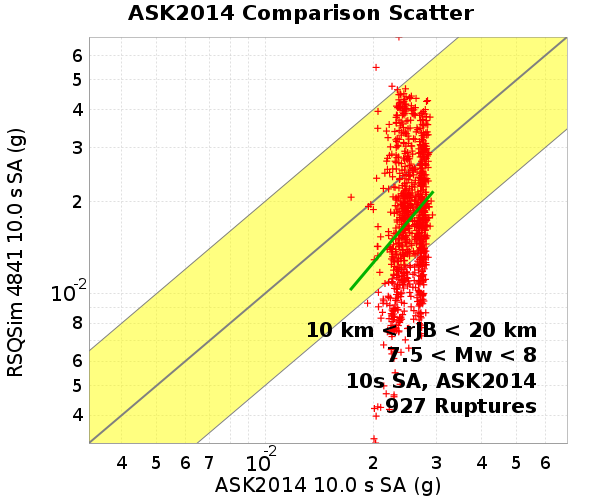 ASK2014 Comparison Scatter
RSQSim 4841 10.0 s SA (g)
6
5
4
3
2
10-2
8
6
5
4
10 km < rJB < 20 km
7.5 < Mw < 8
10s SA, ASK2014
927 Ruptures
4 5 6 7 10-2 2 3 4 5 6
ASK2014 10.0 s SA (g)